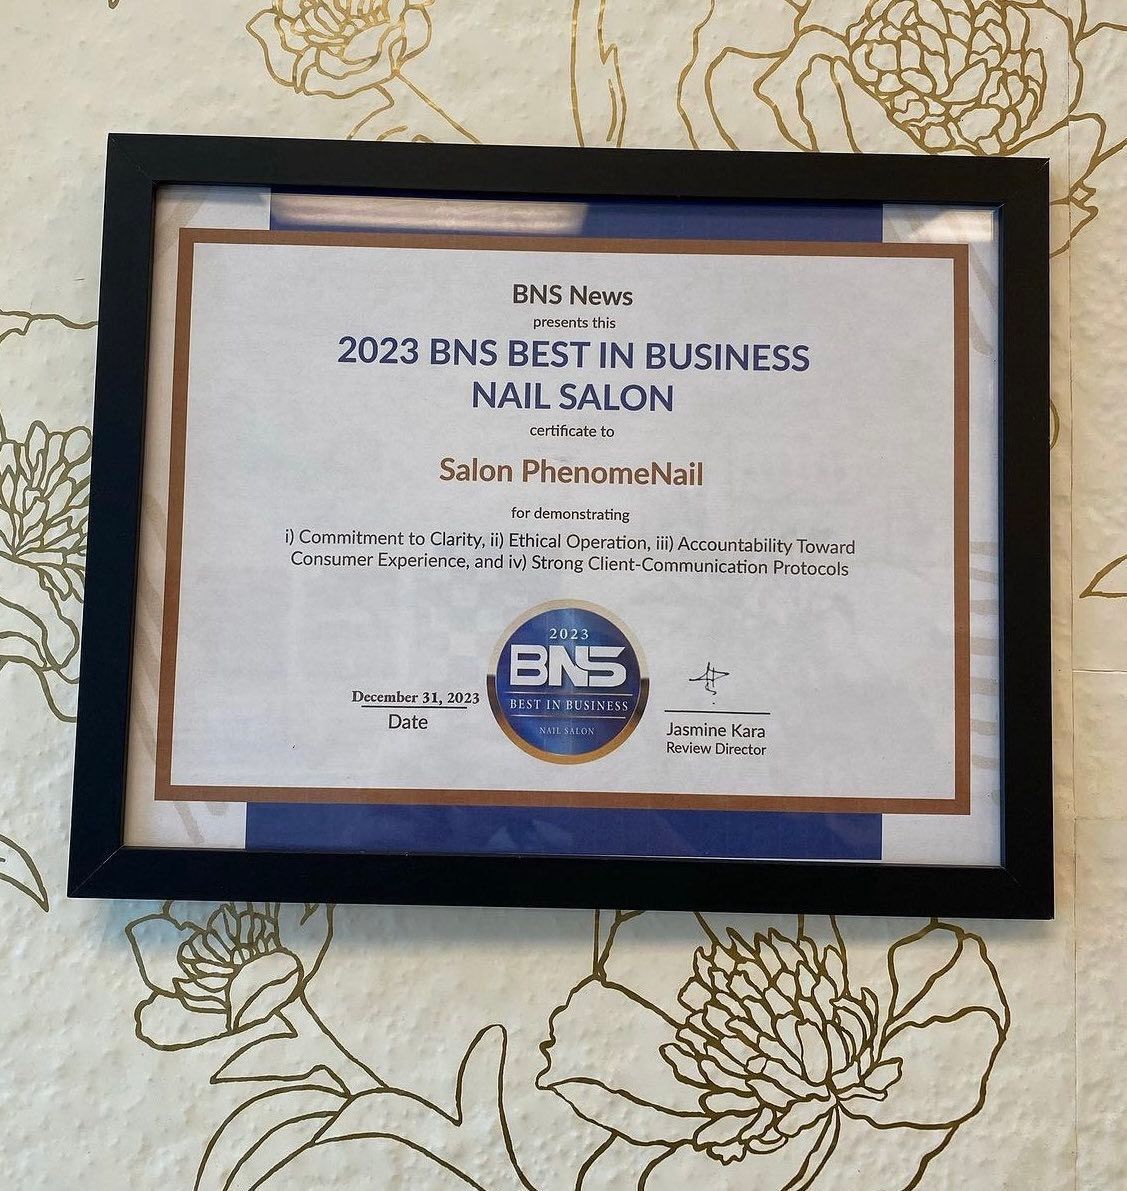 BNS News
presents this
2023 BNS BEST IN BUSINESS
NAIL SALON
certificate to
Salon PhenomeNail
for demonstrating
i) Commitment to Clarity, ii) Ethical Operation, iii) Accountability Toward
Consumer Experience, and iv) Strong Client-Communication Protocols
December 31, 2023
Date
2023
BNS
BEST IN BUSINESS
NAIL SALON
Jasmine Kara
Review Director